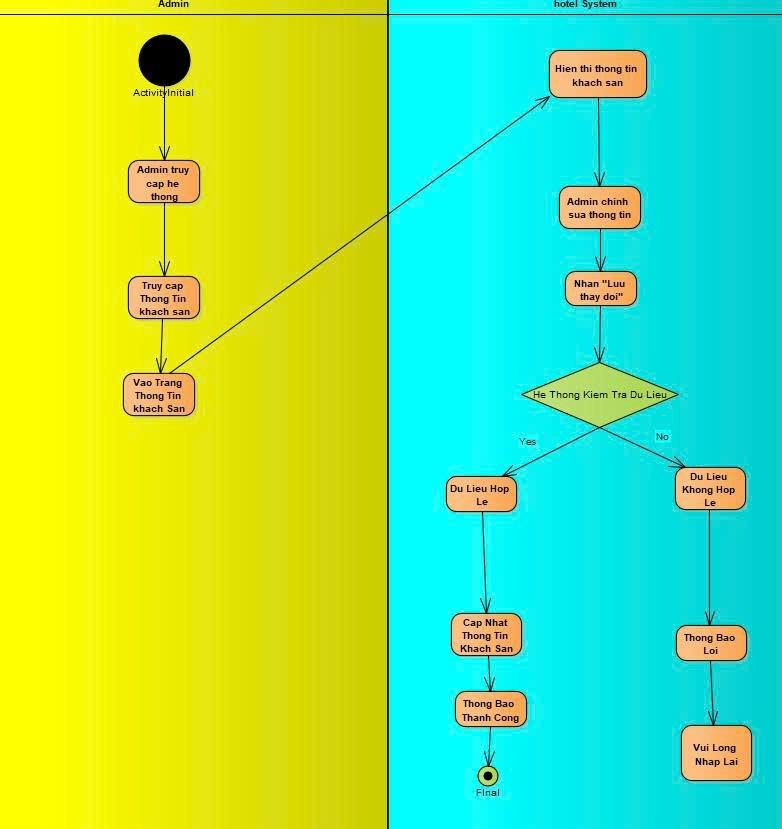 Admin
hotel System
ActivityInitial
Admin truy
cap he
thong
Truy cap
Thong Tin
khach san
Vao Trang
Thong Tin
khach San
Hien thi thong tin
khach san
Admin chinh
sua thong tin
Nhan "Luu
thay doi"
He Thong Kiem Tra Du Lieu
Yes
No
Du Lieu Hop
Le
Du Lieu
Khong Hop
Le
Cap Nhat
Thong Tin
Khach San
Thong Bao
Loi
Thong Bao
Thanh Cong
Vui Long
Nhap Lai
FInal